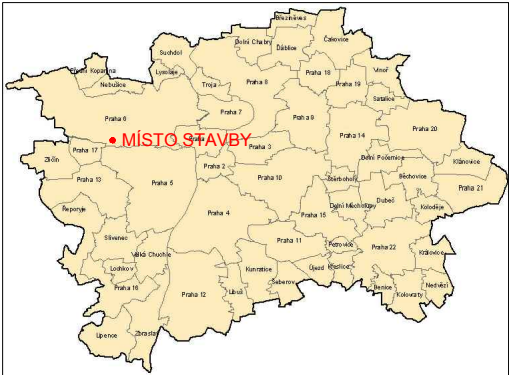 Březiněves
Dolní Chabry
Ďáblice
Čakovice
Suchdol
Přední Kopanina
Lysolaje
Nebušice
Troja
Praha 8
Praha 18
Praha 19
Vinoř
Satalice
Praha 6
Praha 7
Praha 9
Praha 14
Praha 20
MÍSTO STAVBY
Praha 3
Praha 17
Zličín
Praha 2
Dolní Počernice
Klánovice
Praha 13
Praha 5
Praha 10
Štěrboholy
Běchovice
Praha 21
Řeporyje
Praha 4
Praha 15
Dolní Měcholupy
Dubeč
Koloděje
Slivenec
Praha 11
Petrovice
Praha 22
Královice
Velká Chuchle
Lochkov
Kunratice
Újezd
Křeslice
Šeberov
Praha 16
Praha 12
Libuš
Benice
Kolovraty
Nedvězí
Lipence
Zbraslav